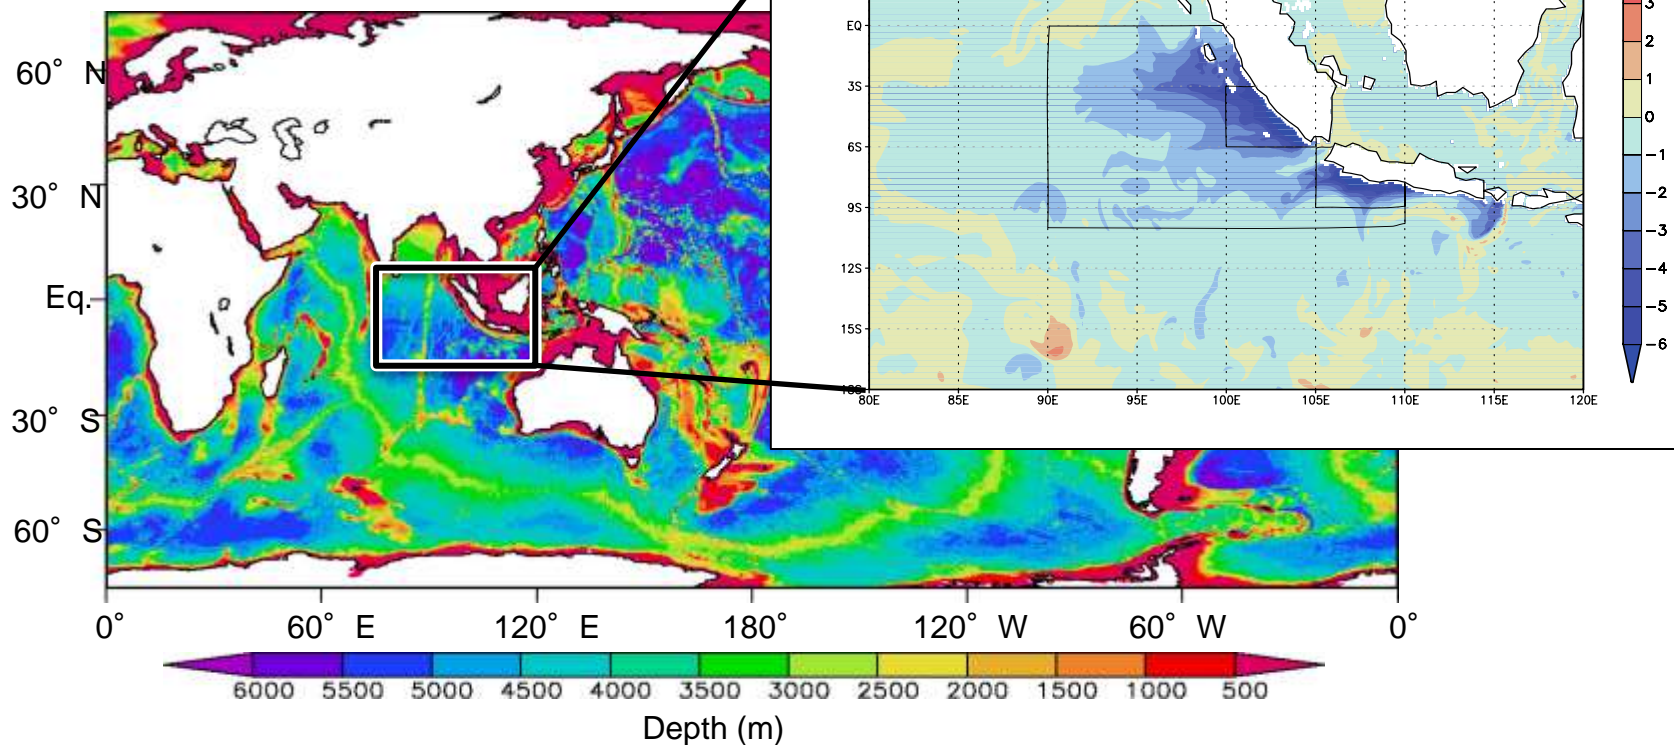 60° N
30° N
Eq.
30° S
60° S
0° 60° E 120° E 180° 120° W 60° W 0°
6000 5500 5000 4500 4000 3500 3000 2500 2000 1500 1000 500
Depth (m)
EQ
3S
6S
9S
12S
15S
80E 85E 90E 95E 100E 105E 110E 115E 120E
3
2
1
0
−1
−2
−3
−4
−5
−6